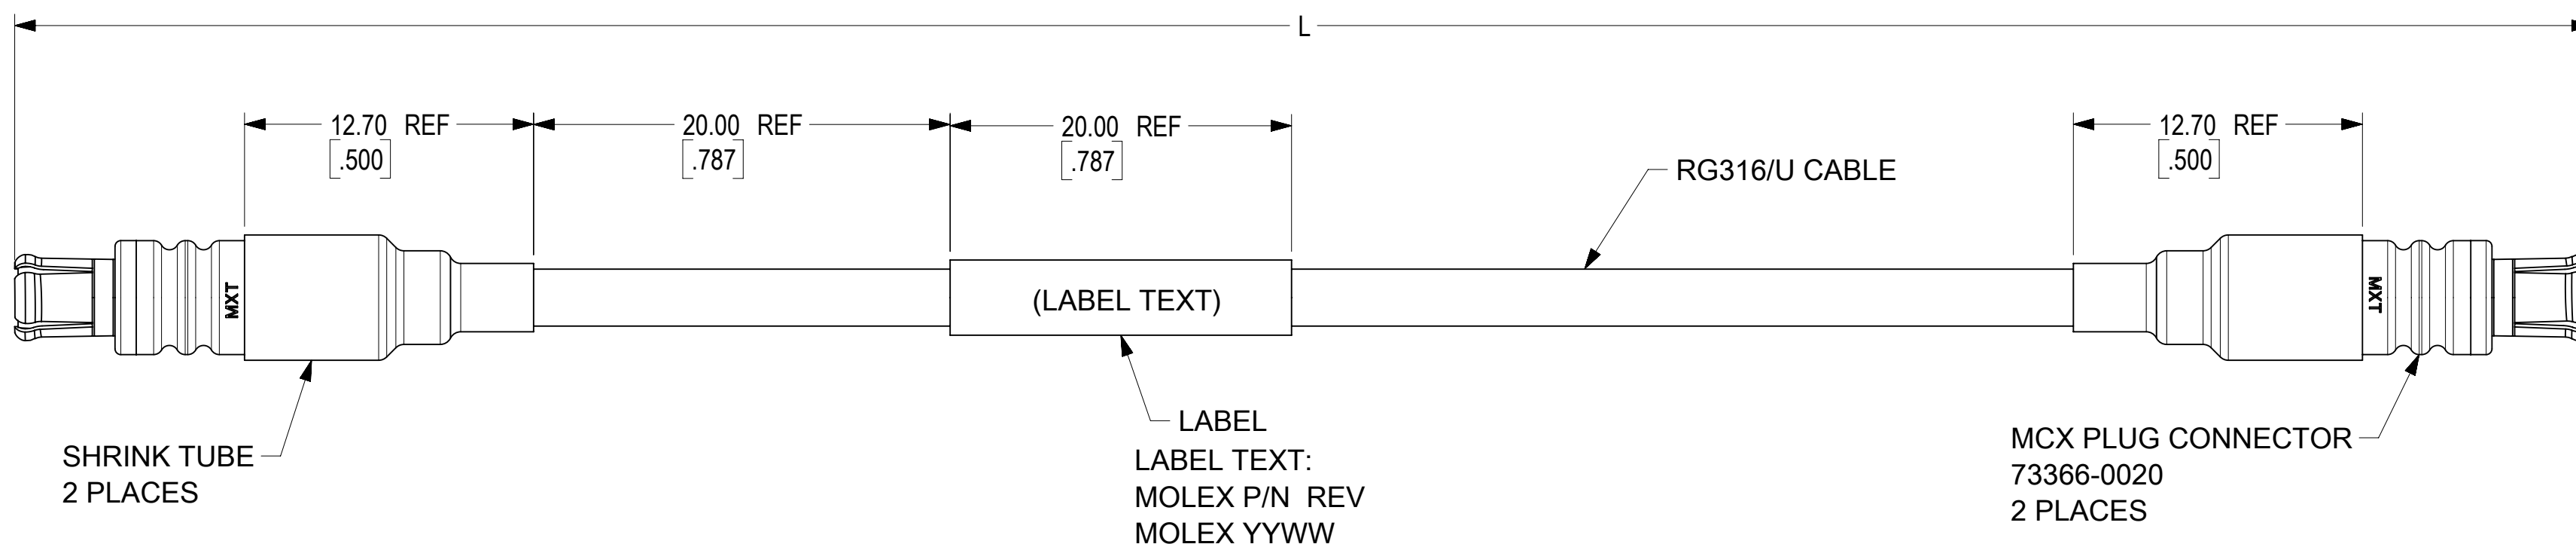 L
12.70 REF
[.500]
20.00 REF
[.787]
20.00 REF
[.787]
12.70 REF
[.500]
RG316/U CABLE
MXT
(LABEL TEXT)
MXT
SHRINK TUBE
2 PLACES
LABEL
LABEL TEXT:
MOLEX P/N REV
MOLEX YYWW
MCX PLUG CONNECTOR
73366-0020
2 PLACES